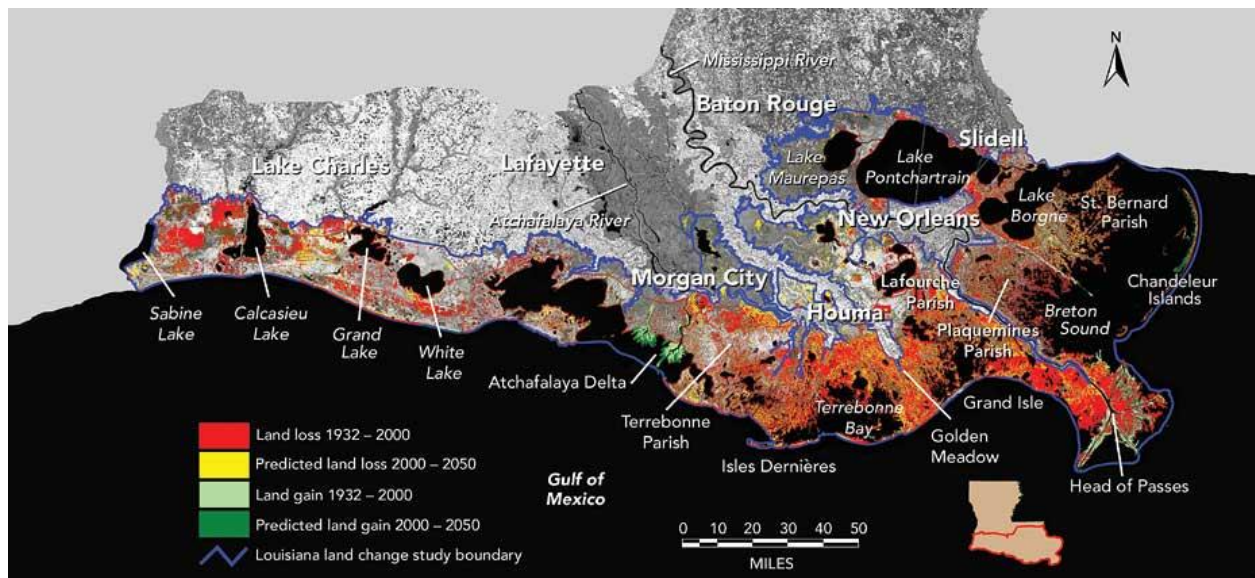 N
Mississippi River
Baton Rouge
Slidell
Lake Charles
Lafayette
Lake
Maurepas
Lake
Pontchartrain
Lake
Borgne
St. Bernard
Parish
Atchafalaya River
New Orleans
Morgan City
Lafourche
Parish
Chandeleur
Islands
Houma
Breton
Sound
Sabine
Lake
Calcasieu
Lake
Grand
Lake
White
Lake
Plaquemines
Parish
Atchafalaya Delta
Terrebonne
Parish
Terrebonne
Bay
Grand Isle
Golden
Meadow
Isles Dernières
Head of Passes
Gulf of
Mexico
Land loss 1932 – 2000
Predicted land loss 2000 – 2050
Land gain 1932 – 2000
Predicted land gain 2000 – 2050
Louisiana land change study boundary
0 10 20 30 40 50
MILES